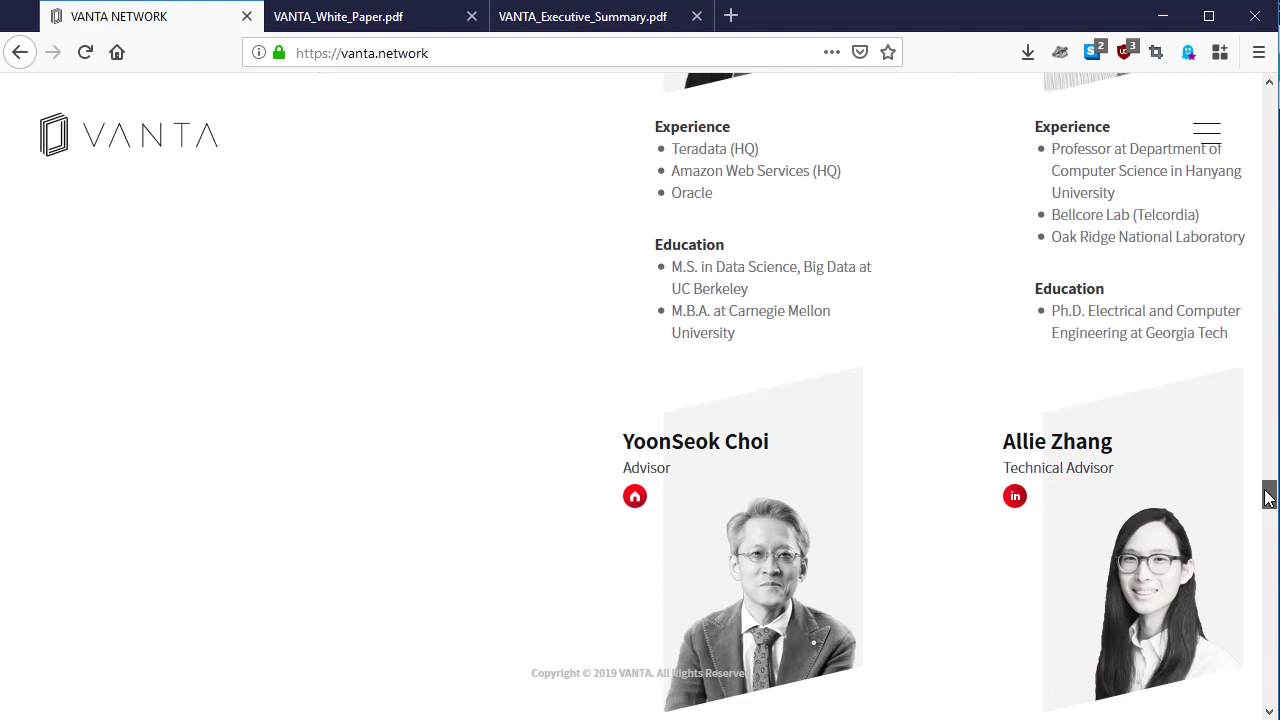 VANTA NETWORK
VANTA_White_Paper.pdf
VANTA_Executive_Summary.pdf
https://vanta.network
2
3
VANTA
Experience
Teradata (HQ)
Amazon Web Services (HQ)
Oracle
Education
M.S. in Data Science, Big Data at
UC Berkeley
M.B.A. at Carnegie Mellon
University
Experience
Professor at Department of
Computer Science in Hanyang
University
Bellcore Lab (Telcordia)
Oak Ridge National Laboratory
Education
Ph.D. Electrical and Computer
Engineering at Georgia Tech
YoonSeok Choi
Advisor
Allie Zhang
Technical Advisor
in
Copyright © 2019 VANTA. All Rights Reserve